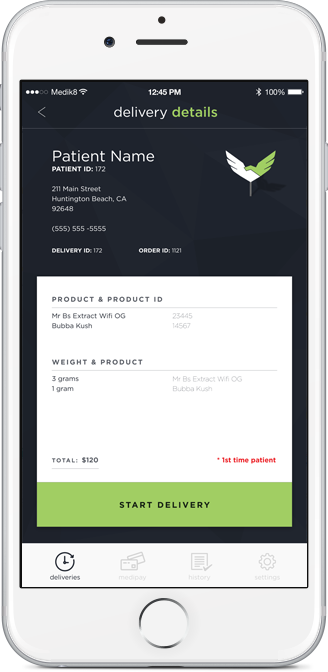 Medik8 12:45 PM 100%
delivery details
Patient Name
PATIENT ID: 172
211 Main Street
Huntington Beach, CA
92648
(555) 555 -5555
DELIVERY ID: 172 ORDER ID: 1121
PRODUCT & PRODUCT ID
Mr Bs Extract Wifi OG 23445
Bubba Kush 14567
WEIGHT & PRODUCT
3 grams Mr Bs Extract Wifi OG
1 gram Bubba Kush
TOTAL: $120 * 1st time patient
START DELIVERY
deliveries medipay history settings